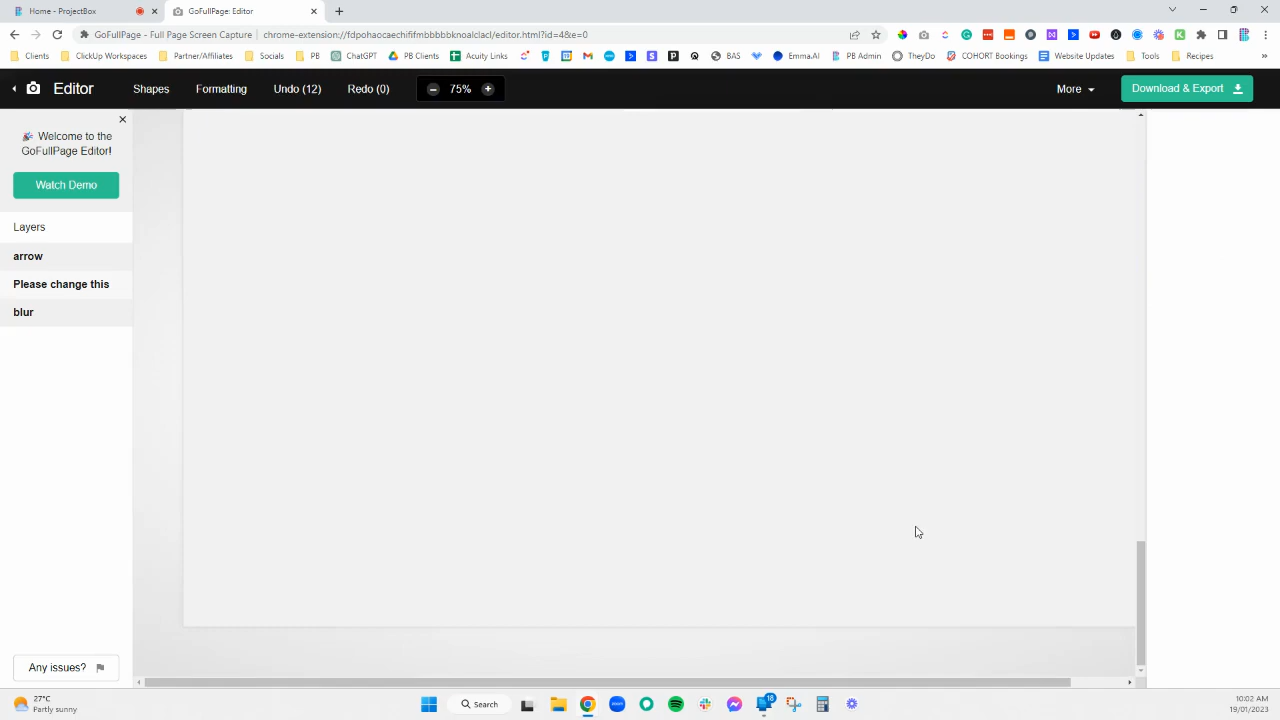 Home - ProjectBox
GoFullPage: Editor
GoFullPage - Full Page Screen Capture
chrome-extension://fdpohaocaechififmbbbbbknoalclacl/editor.html?id=4&e=0
Clients
ClickUp Workspaces
Partner/Affiliates
Socials
PB
ChatGPT
PB Clients
Acuity Links
BAS
Emma.AI
PB Admin
TheyDo
COHORT Bookings
Website Updates
Tools
Recipes
Editor
Shapes
Formatting
Undo (12)
Redo (0)
75%
More
Download & Export
🎉 Welcome to the
GoFullPage Editor!
Watch Demo
Layers
arrow
Please change this
blur
Any issues?
27°C
Partly sunny
Search
18
10:02 AM
19/01/2023